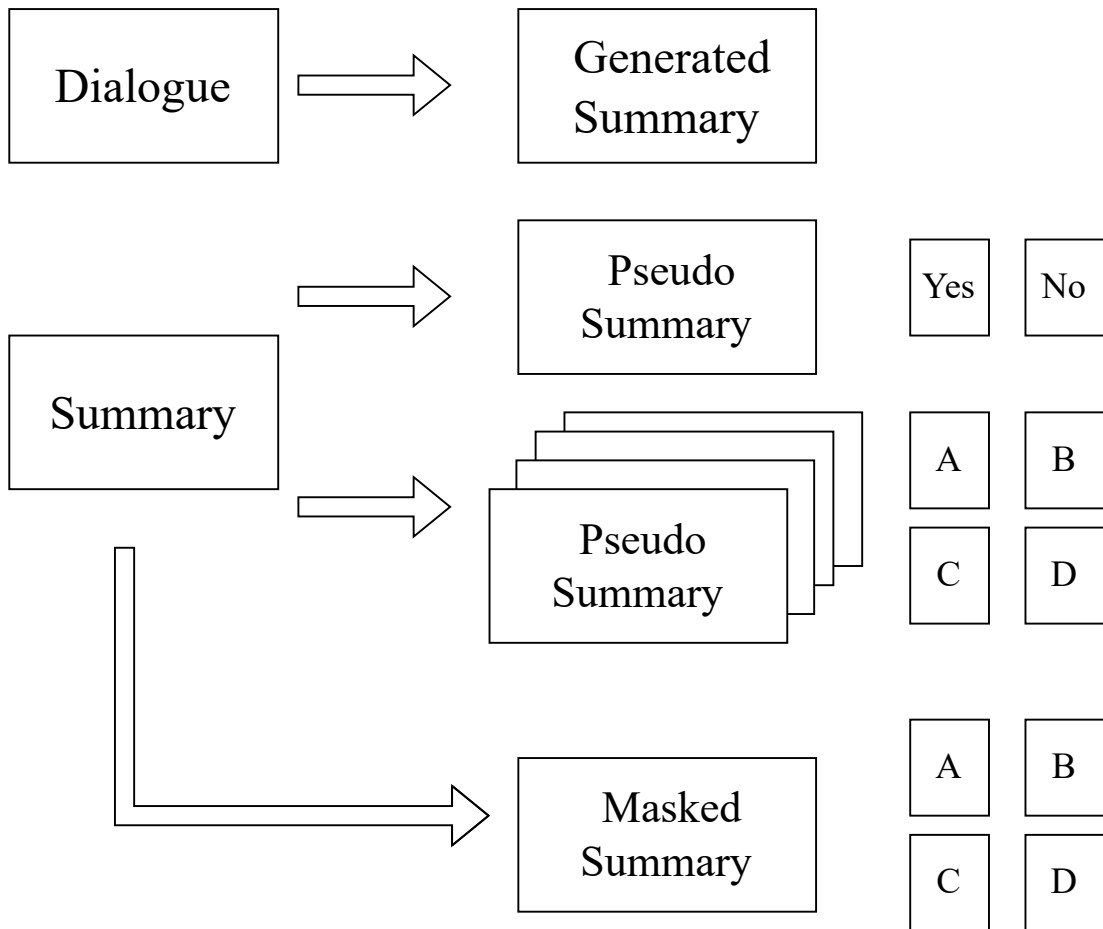 Dialogue
Generated
Summary
Pseudo
Summary
Yes
No
Summary
A
B
Pseudo
Summary
C
D
Masked
Summary
A
B
C
D